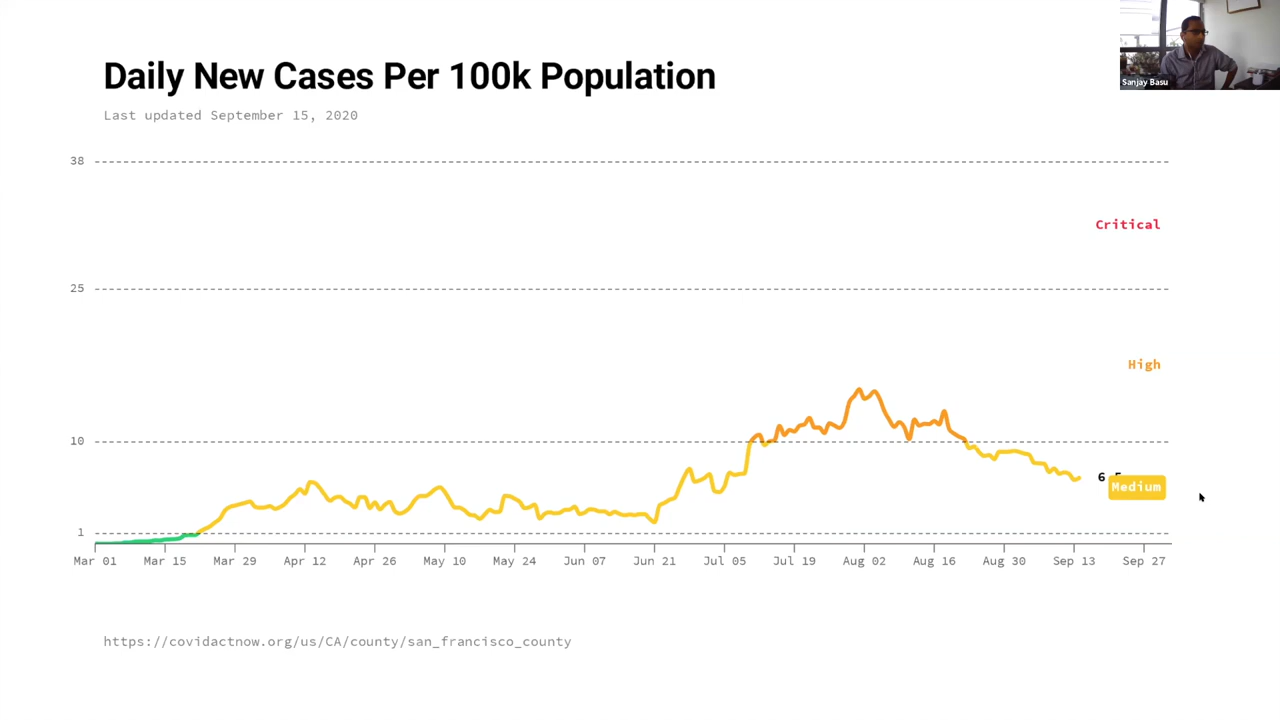 Daily New Cases Per 100k Population
Last updated September 15, 2020
Sanjay Basu
38
Critical
25
High
10
Medium
1
Mar 01 Mar 15 Mar 29 Apr 12 Apr 26 May 10 May 24 Jun 07 Jun 21 Jul 05 Jul 19 Aug 02 Aug 16 Aug 30 Sep 13 Sep 27
https://covidactnow.org/us/CA/county/san_francisco_county